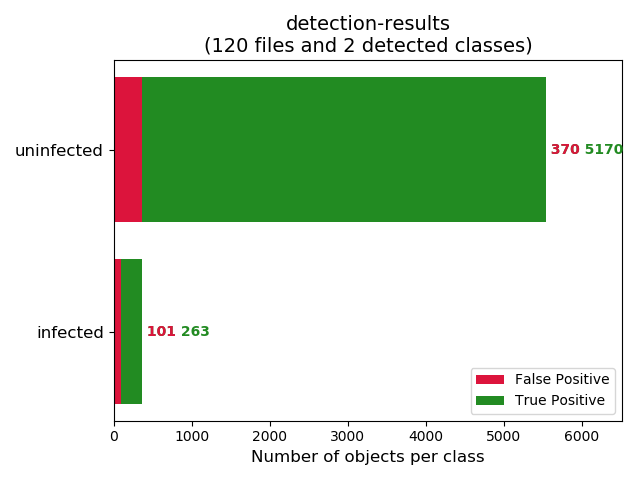 detection-results
(120 files and 2 detected classes)
uninfected
370 5170
infected
101 263
False Positive
True Positive
0 1000 2000 3000 4000 5000 6000
Number of objects per class